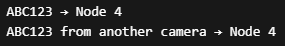 ABC123 → Node 4
ABC123 from another camera → Node 4